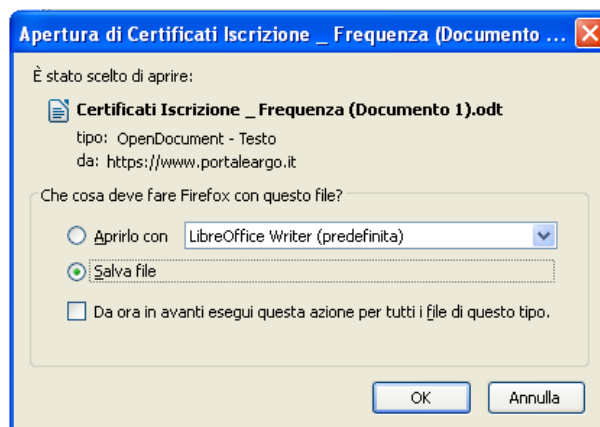 Apertura di Certificati Iscrizione _ Frequenza (Documento ...
È stato scelto di aprire:
Certificati Iscrizione _ Frequenza (Documento 1).odt
tipo: OpenDocument - Testo
da: https://www.portaleargo.it
Che cosa deve fare Firefox con questo file?
Aprirlo con LibreOffice Writer (predefinita)
Salva file
Da ora in avanti esegui questa azione per tutti i file di questo tipo.
OK Annulla